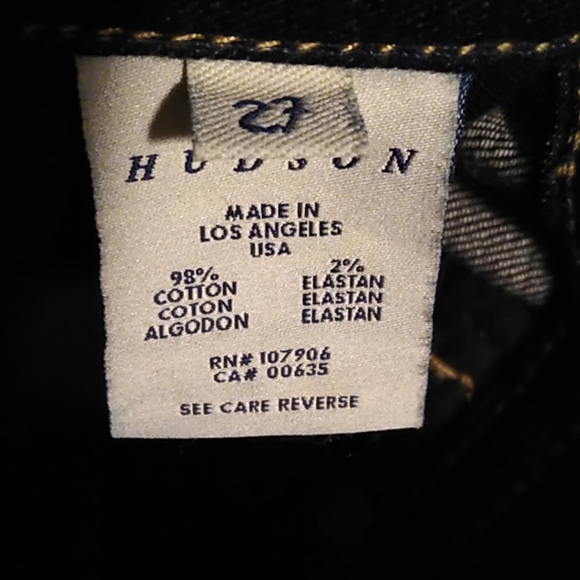 27
HUDSON
MADE IN
LOS ANGELES
USA
98%
COTTON
COTON
ALGODON
2%
ELASTAN
ELASTAN
ELASTAN
RN# 107906
CA# 00635
SEE CARE REVERSE